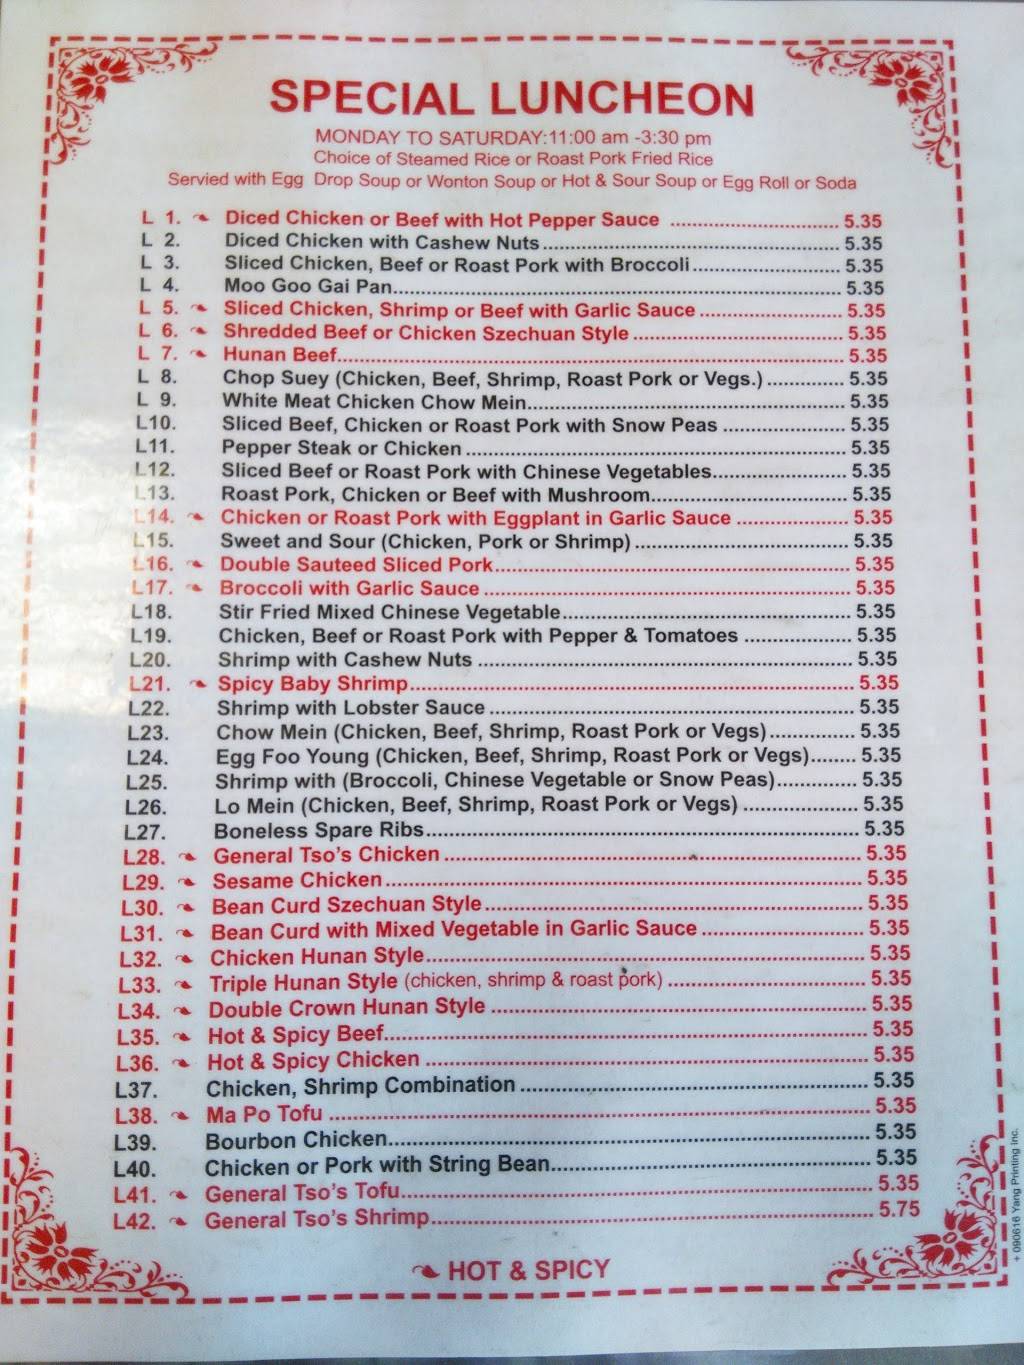 SPECIAL LUNCHEON
MONDAY TO SATURDAY:11:00 am -3:30 pm
Choice of Steamed Rice or Roast Pork Fried Rice
Servied with Egg Drop Soup or Wonton Soup or Hot & Sour Soup or Egg Roll or Soda
L 1. Diced Chicken or Beef with Hot Pepper Sauce 5.35
L 2. Diced Chicken with Cashew Nuts 5.35
L 3. Sliced Chicken, Beef or Roast Pork with Broccoli 5.35
L 4. Moo Goo Gai Pan 5.35
L 5. Sliced Chicken, Shrimp or Beef with Garlic Sauce 5.35
L 6. Shredded Beef or Chicken Szechuan Style 5.35
L 7. Hunan Beef 5.35
L 8. Chop Suey (Chicken, Beef, Shrimp, Roast Pork or Vegs.) 5.35
L 9. White Meat Chicken Chow Mein 5.35
L10. Sliced Beef, Chicken or Roast Pork with Snow Peas 5.35
L11. Pepper Steak or Chicken 5.35
L12. Sliced Beef or Roast Pork with Chinese Vegetables 5.35
L13. Roast Pork, Chicken or Beef with Mushroom 5.35
L14. Chicken or Roast Pork with Eggplant in Garlic Sauce 5.35
L15. Sweet and Sour (Chicken, Pork or Shrimp) 5.35
L16. Double Sauteed Sliced Pork 5.35
L17. Broccoli with Garlic Sauce 5.35
L18. Stir Fried Mixed Chinese Vegetable 5.35
L19. Chicken, Beef or Roast Pork with Pepper & Tomatoes 5.35
L20. Shrimp with Cashew Nuts 5.35
L21. Spicy Baby Shrimp 5.35
L22. Shrimp with Lobster Sauce 5.35
L23. Chow Mein (Chicken, Beef, Shrimp, Roast Pork or Vegs) 5.35
L24. Egg Foo Young (Chicken, Beef, Shrimp, Roast Pork or Vegs) 5.35
L25. Shrimp with (Broccoli, Chinese Vegetable or Snow Peas) 5.35
L26. Lo Mein (Chicken, Beef, Shrimp, Roast Pork or Vegs) 5.35
L27. Boneless Spare Ribs 5.35
L28. General Tso's Chicken 5.35
L29. Sesame Chicken 5.35
L30. Bean Curd Szechuan Style 5.35
L31. Bean Curd with Mixed Vegetable in Garlic Sauce 5.35
L32. Chicken Hunan Style 5.35
L33. Triple Hunan Style (chicken, shrimp & roast pork) 5.35
L34. Double Crown Hunan Style 5.35
L35. Hot & Spicy Beef 5.35
L36. Hot & Spicy Chicken 5.35
L37. Chicken, Shrimp Combination 5.35
L38. Ma Po Tofu 5.35
L39. Bourbon Chicken 5.35
L40. Chicken or Pork with String Bean 5.35
L41. General Tso's Tofu 5.35
L42. General Tso's Shrimp 5.75
HOT & SPICY
+ 090616 Yang Printing Inc.